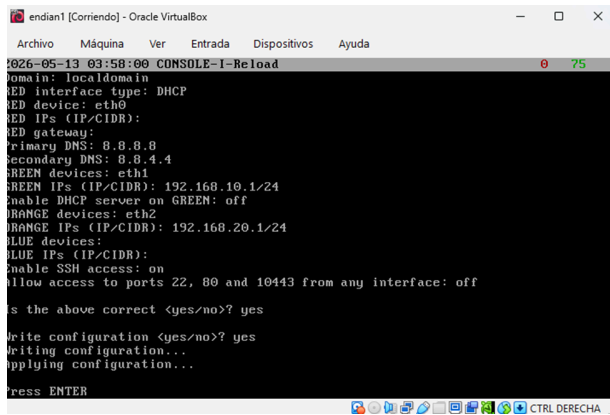 endian1 [Corriendo] - Oracle VirtualBox
Archivo Máquina Ver Entrada Dispositivos Ayuda
2026-05-13 03:58:00 CONSOLE-I-Reload 0 75
Domain: localdomain
RED interface type: DHCP
RED device: eth0
RED IPs (IP/CIDR):
RED gateway:
Primary DNS: 8.8.8.8
Secondary DNS: 8.8.4.4
GREEN devices: eth1
GREEN IPs (IP/CIDR): 192.168.10.1/24
Enable DHCP server on GREEN: off
ORANGE devices: eth2
ORANGE IPs (IP/CIDR): 192.168.20.1/24
BLUE devices:
BLUE IPs (IP/CIDR):
Enable SSH access: on
Allow access to ports 22, 80 and 10443 from any interface: off
Is the above correct <yes/no>? yes
Write configuration <yes/no>? yes
Writing configuration...
Applying configuration...
Press ENTER
CTRL DERECHA